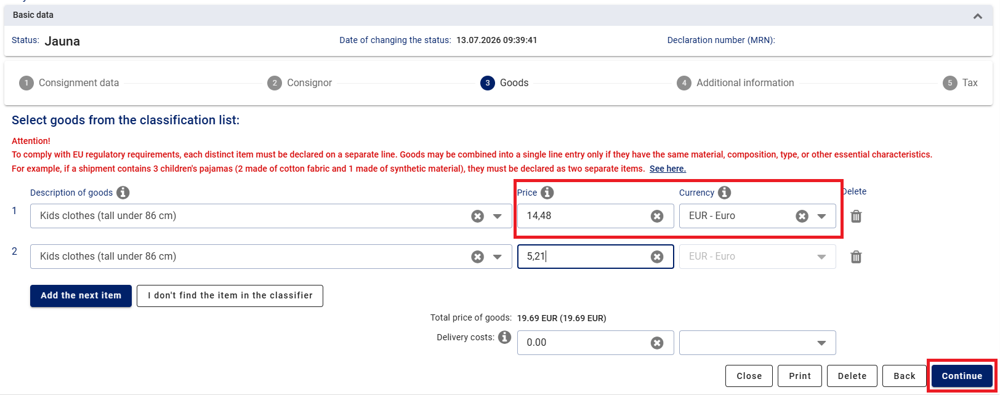 Basic data
Status: Jauna Date of changing the status: 13.07.2026 09:39:41 Declaration number (MRN):
1 Consignment data 2 Consignor 3 Goods 4 Additional information 5 Tax
Select goods from the classification list:
Attention!
To comply with EU regulatory requirements, each distinct item must be declared on a separate line. Goods may be combined into a single line entry only if they have the same material, composition, type, or other essential characteristics.
For example, if a shipment contains 3 children's pajamas (2 made of cotton fabric and 1 made of synthetic material), they must be declared as two separate items. See here.
Description of goods Price Currency Delete
1 Kids clothes (tall under 86 cm) 14,48 EUR - Euro
2 Kids clothes (tall under 86 cm) 5,21 EUR - Euro
Add the next item I don't find the item in the classifier
Total price of goods: 19.69 EUR (19.69 EUR)
Delivery costs: 0.00
Close Print Delete Back Continue